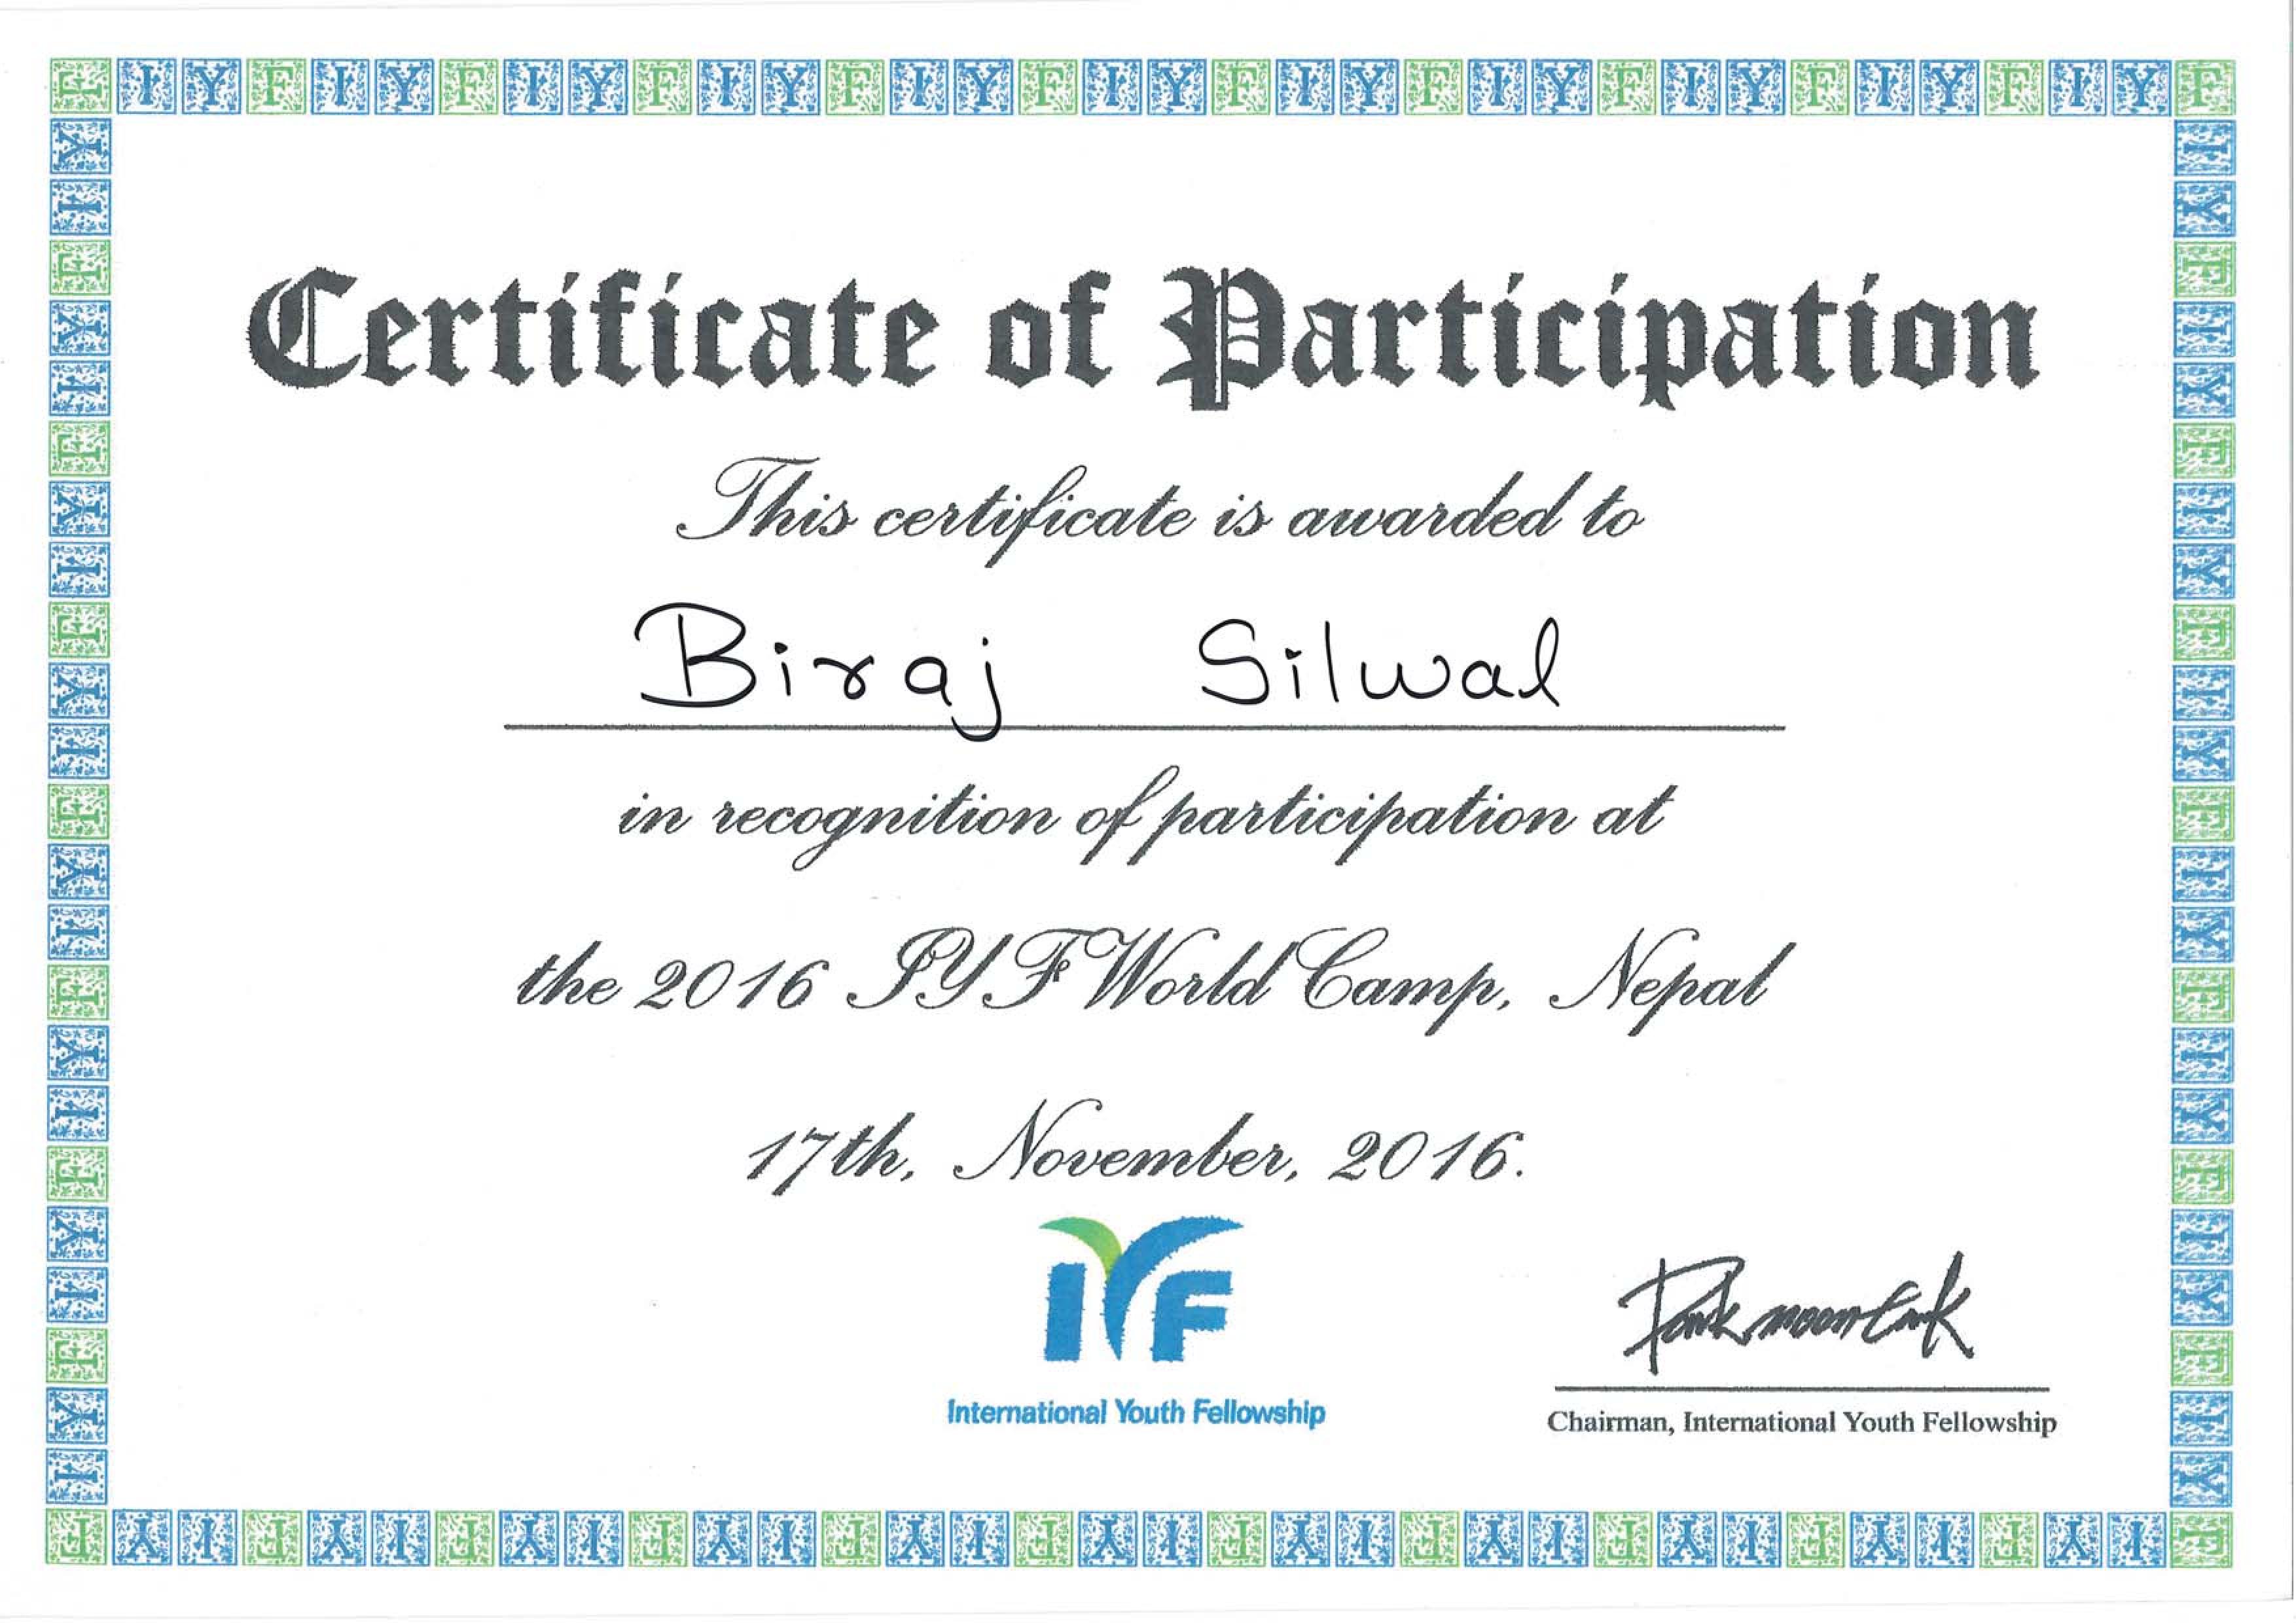 Certificate of Participation
This certificate is awarded to
Biraj Silwal
in recognition of participation at
the 2016 IYF World Camp, Nepal
17th, November, 2016.
IYF
International Youth Fellowship
Park moon taek
Chairman, International Youth Fellowship